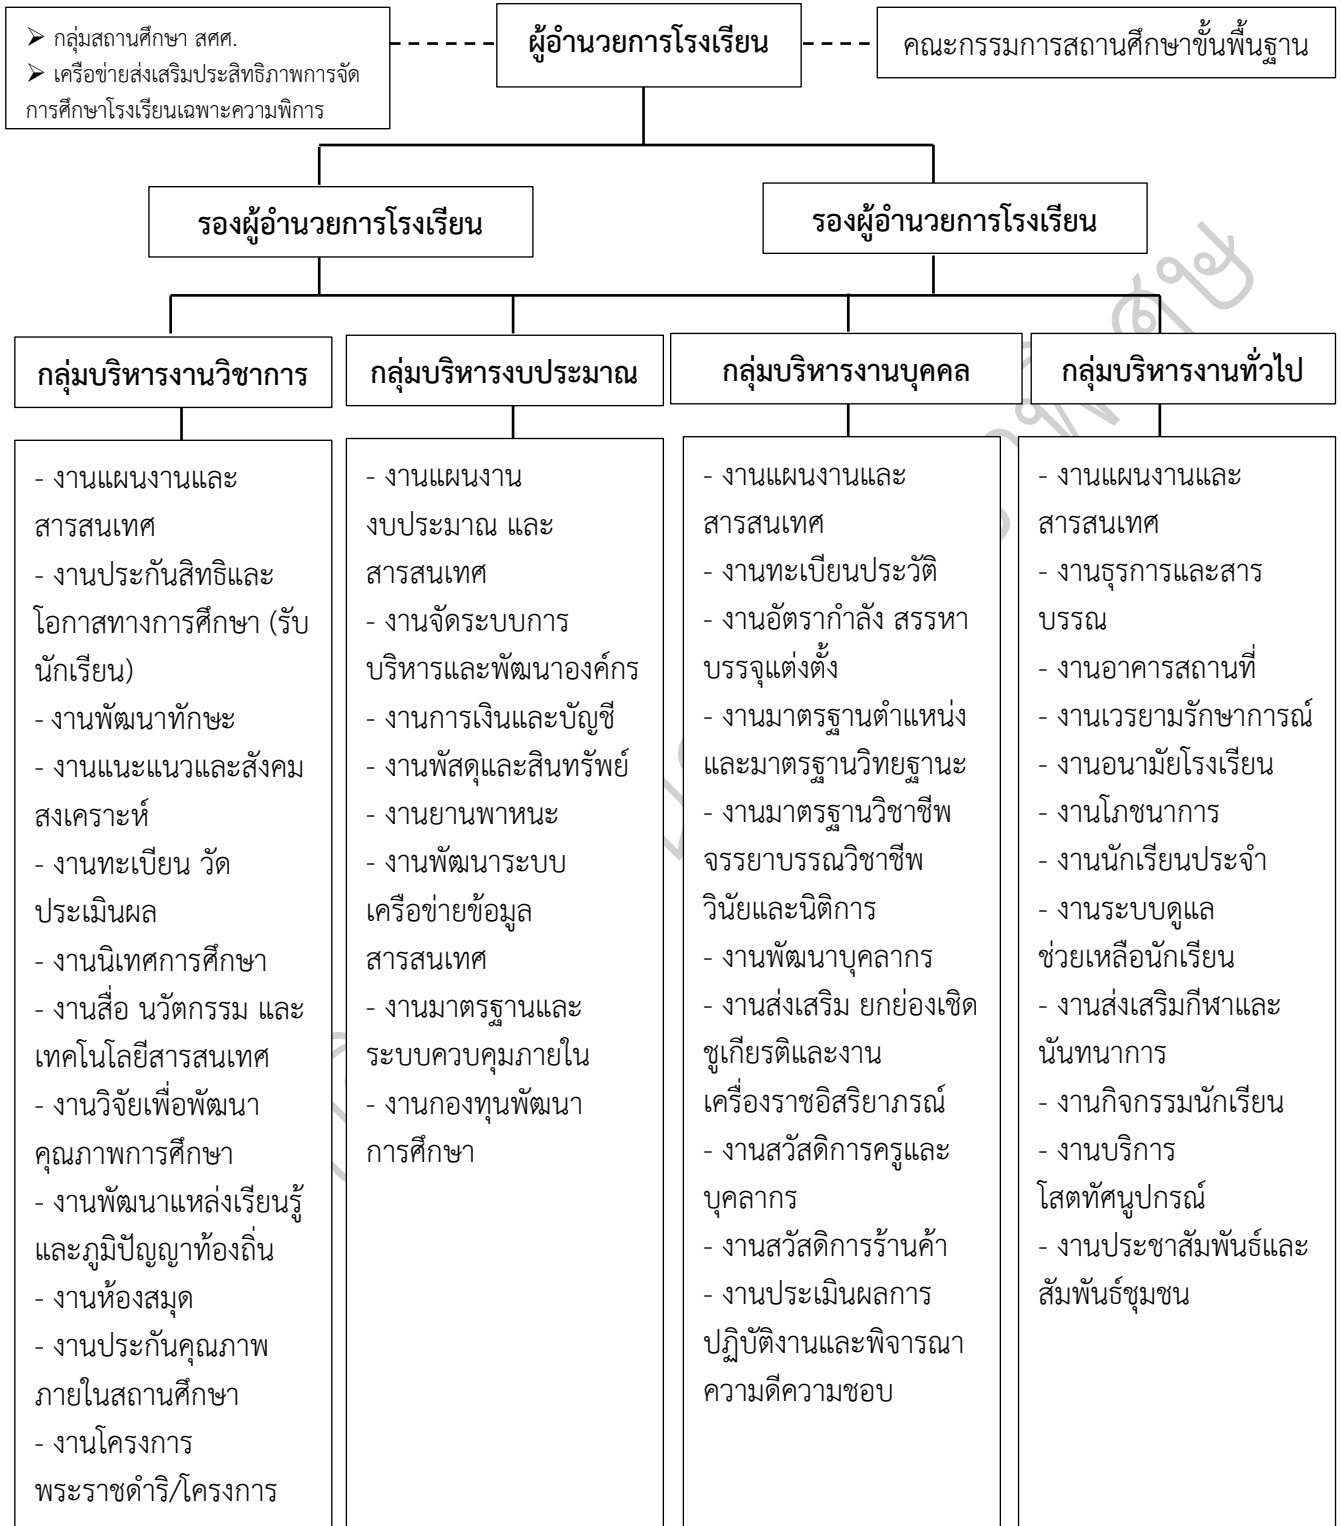 ➢ กลุ่มสถานศึกษา สศศ.
➢ เครือข่ายส่งเสริมประสิทธิภาพการจัด
การศึกษาโรงเรียนเฉพาะความพิการ
ผู้อำนวยการโรงเรียน
คณะกรรมการสถานศึกษาขั้นพื้นฐาน
รองผู้อำนวยการโรงเรียน
รองผู้อำนวยการโรงเรียน
กลุ่มบริหารงานวิชาการ
- งานแผนงานและ
สารสนเทศ
- งานประกันสิทธิและ
โอกาสทางการศึกษา (รับ
นักเรียน)
- งานพัฒนาทักษะ
- งานแนะแนวและสังคม
สงเคราะห์
- งานทะเบียน วัด
ประเมินผล
- งานนิเทศการศึกษา
- งานสื่อ นวัตกรรม และ
เทคโนโลยีสารสนเทศ
- งานวิจัยเพื่อพัฒนา
คุณภาพการศึกษา
- งานพัฒนาแหล่งเรียนรู้
และภูมิปัญญาท้องถิ่น
- งานห้องสมุด
- งานประกันคุณภาพ
ภายในสถานศึกษา
- งานโครงการ
พระราชดำริ/โครงการ
กลุ่มบริหารงบประมาณ
- งานแผนงาน
งบประมาณ และ
สารสนเทศ
- งานจัดระบบการ
บริหารและพัฒนาองค์กร
- งานการเงินและบัญชี
- งานพัสดุและสินทรัพย์
- งานยานพาหนะ
- งานพัฒนาระบบ
เครือข่ายข้อมูล
สารสนเทศ
- งานมาตรฐานและ
ระบบควบคุมภายใน
- งานกองทุนพัฒนา
การศึกษา
กลุ่มบริหารงานบุคคล
- งานแผนงานและ
สารสนเทศ
- งานทะเบียนประวัติ
- งานอัตรากำลัง สรรหา
บรรจุแต่งตั้ง
- งานมาตรฐานตำแหน่ง
และมาตรฐานวิทยฐานะ
- งานมาตรฐานวิชาชีพ
จรรยาบรรณวิชาชีพ
วินัยและนิติการ
- งานพัฒนาบุคลากร
- งานส่งเสริม ยกย่องเชิด
ชูเกียรติและงาน
เครื่องราชอิสริยาภรณ์
- งานสวัสดิการครูและ
บุคลากร
- งานสวัสดิการร้านค้า
- งานประเมินผลการ
ปฏิบัติงานและพิจารณา
ความดีความชอบ
กลุ่มบริหารงานทั่วไป
- งานแผนงานและ
สารสนเทศ
- งานธุรการและสาร
บรรณ
- งานอาคารสถานที่
- งานเวรยามรักษาการณ์
- งานอนามัยโรงเรียน
- งานโภชนาการ
- งานนักเรียนประจำ
- งานระบบดูแล
ช่วยเหลือนักเรียน
- งานส่งเสริมกีฬาและ
นันทนาการ
- งานกิจกรรมนักเรียน
- งานบริการ
โสตทัศนูปกรณ์
- งานประชาสัมพันธ์และ
สัมพันธ์ชุมชน